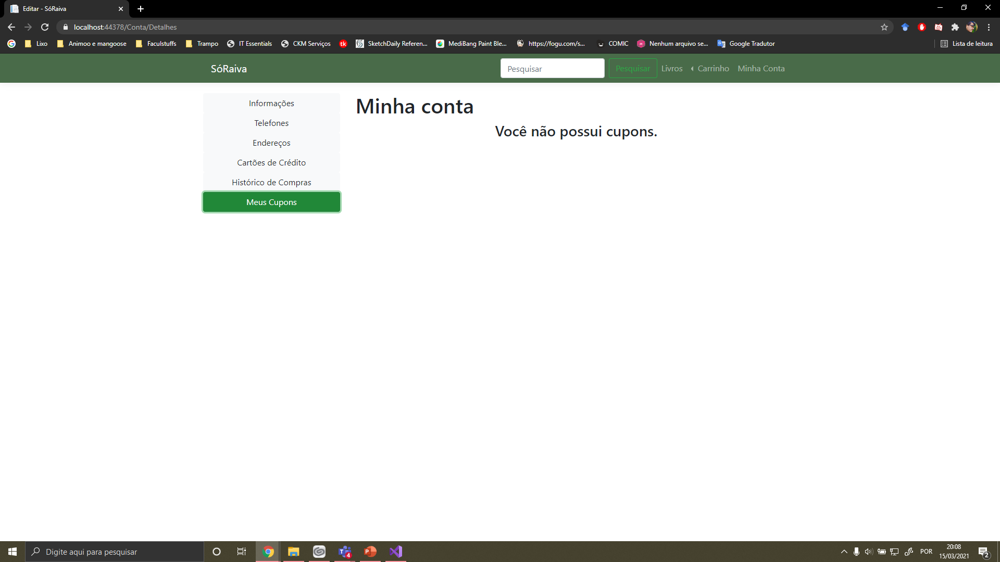 Editar - SóRaiva
localhost:44378/Conta/Detalhes
Lixo
Animoo e mangoose
Faculstuffs
Trampo
IT Essentials
CKM Serviços
tk
SketchDaily Referen...
MediBang Paint Ble...
https://fogu.com/s...
COMIC
Nenhum arquivo se...
Google Tradutor
Lista de leitura
SóRaiva
Pesquisar
Pesquisar
Livros
Carrinho
Minha Conta
Informações
Telefones
Endereços
Cartões de Crédito
Histórico de Compras
Meus Cupons
Minha conta
Você não possui cupons.
Digite aqui para pesquisar
4
POR
20:08
15/03/2021
2